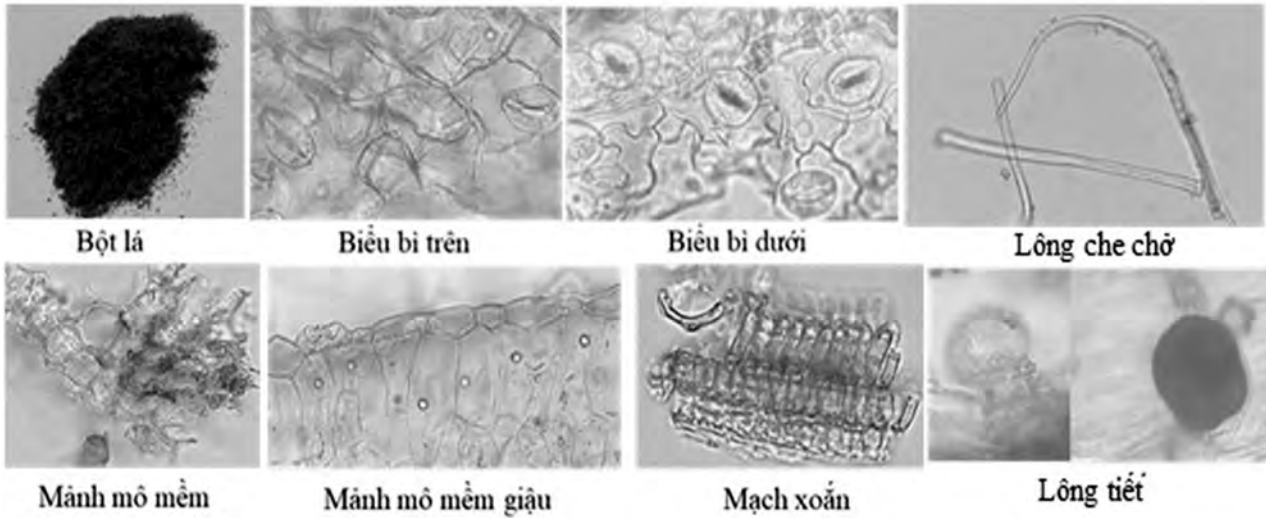 Bột lá
Biểu bì trên
Biểu bì dưới
Lông che chở
Mảnh mô mềm
Mảnh mô mềm giậu
Mạch xoắn
Lông tiết